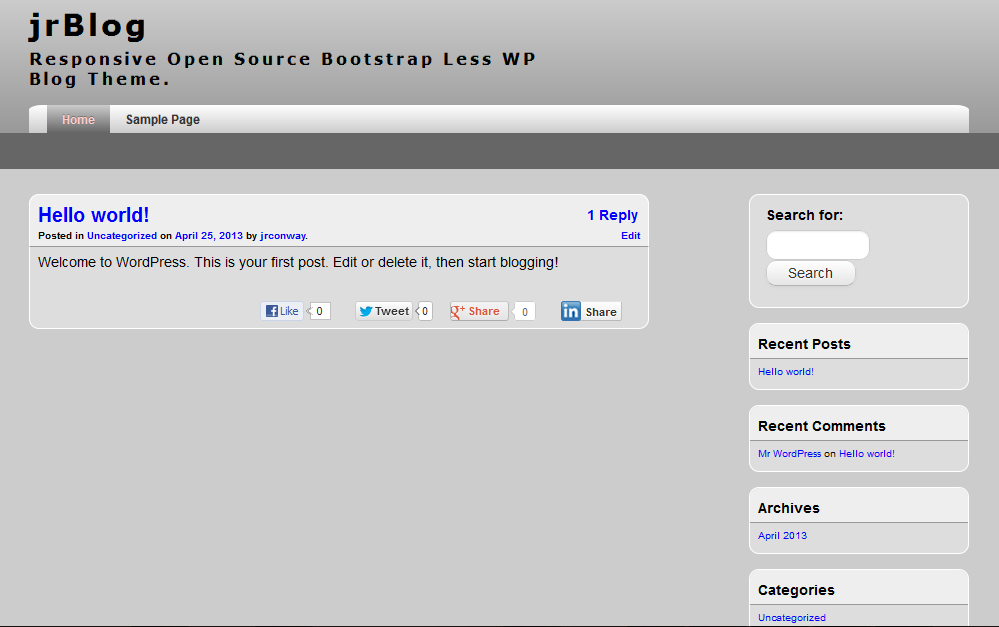 jrBlog
Responsive Open Source Bootstrap Less WP
Blog Theme.
Home Sample Page
Hello world! 1 Reply
Posted in Uncategorized on April 25, 2013 by jrconway. Edit
Welcome to WordPress. This is your first post. Edit or delete it, then start blogging!
Like 0 Tweet 0 g+ Share 0 in Share
Search for:
Search
Recent Posts
Hello world!
Recent Comments
Mr WordPress on Hello world!
Archives
April 2013
Categories
Uncategorized